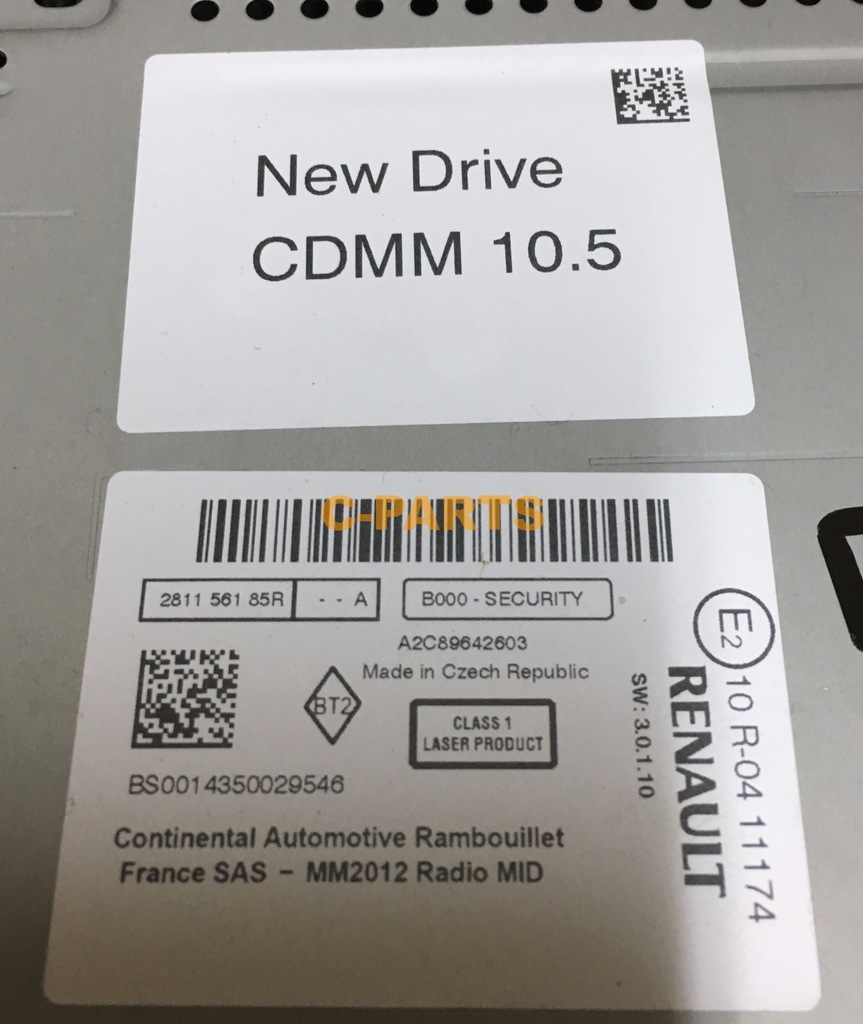 New Drive
CDMM 10.5
C-PARTS
2811 561 85R - - A
B000 - SECURITY
A2C89642603
Made in Czech Republic
BT2
CLASS 1
LASER PRODUCT
BS0014350029546
Continental Automotive Rambouillet
France SAS - MM2012 Radio MID
SW: 3.0.1.10
RENAULT
E2 10 R-04 11174